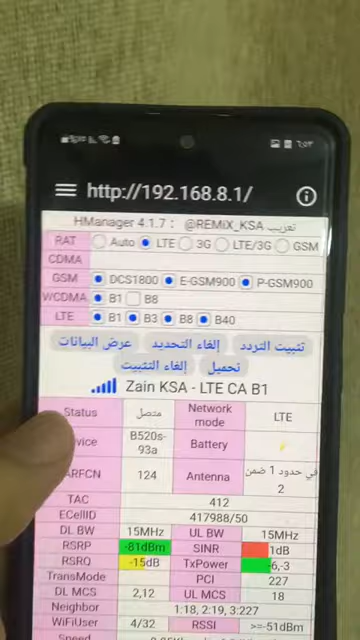 http://192.168.8.1/
HManager 4.1.7 : @REMiX_KSA تعريب
RAT Auto LTE 3G LTE/3G GSM
CDMA
GSM DCS1800 E-GSM900 P-GSM900
WCDMA B1 B8
LTE B1 B3 B8 B40
تثبيت التردد إلغاء التحديد عرض البيانات
تحميل إلغاء التثبيت
Zain KSA - LTE CA B1
Status متصل Network mode LTE
B520s-93a Battery
124 Antenna في حدود 1 ضمن 2
TAC 412
ECellID 417988/50
DL BW 15MHz UL BW 15MHz
RSRP -81dBm SINR 1dB
RSRQ -15dB TxPower -6,-3
TransMode PCI 227
DL MCS 2,12 UL MCS 18
Neighbor 1:18, 2:19, 3:227
WiFiUser 4/32 RSSI >=-51dBm
Speed